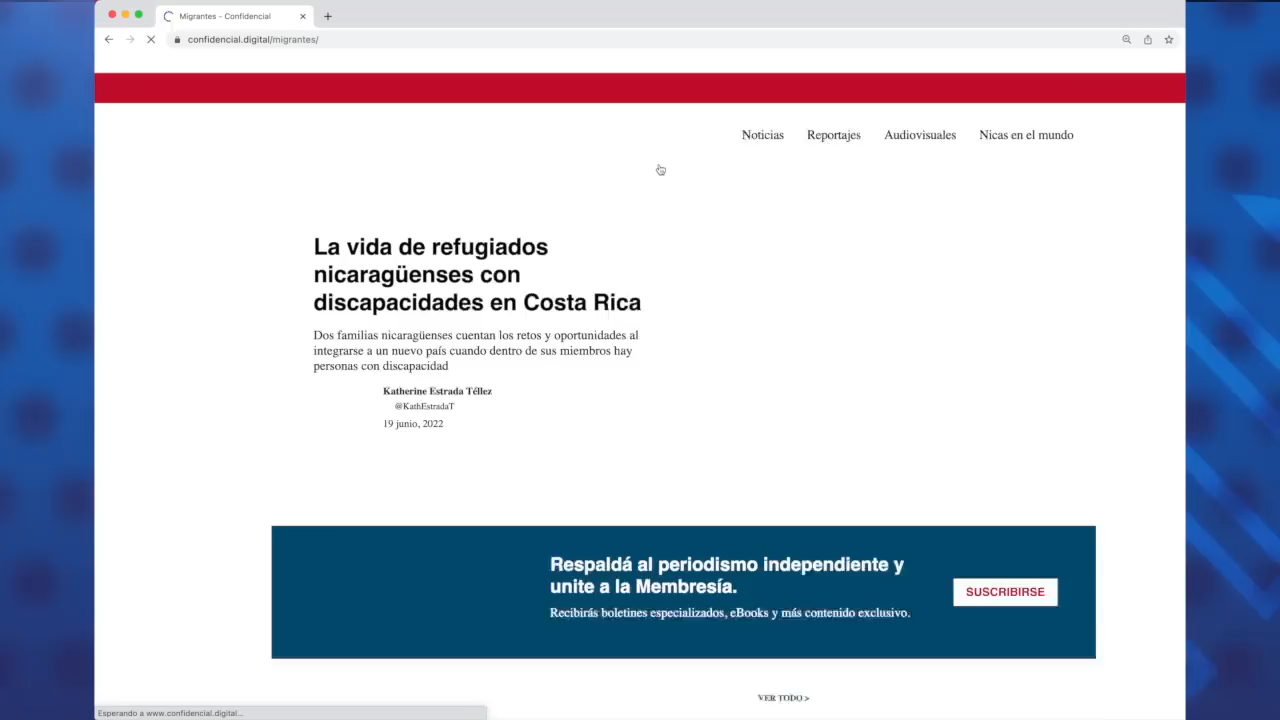 Migrantes - Confidencial
confidencial.digital/migrantes/
Noticias Reportajes Audiovisuales Nicas en el mundo
La vida de refugiados
nicaragüenses con
discapacidades en Costa Rica
Dos familias nicaragüenses cuentan los retos y oportunidades al
integrarse a un nuevo país cuando dentro de sus miembros hay
personas con discapacidad
Katherine Estrada Téllez
@KathEstradaT
19 junio, 2022
Respaldá al periodismo independiente y
unite a la Membresía.
Recibirás boletines especializados, eBooks y más contenido exclusivo.
SUSCRIBIRSE
VER TODO >
Esperando a www.confidencial.digital...